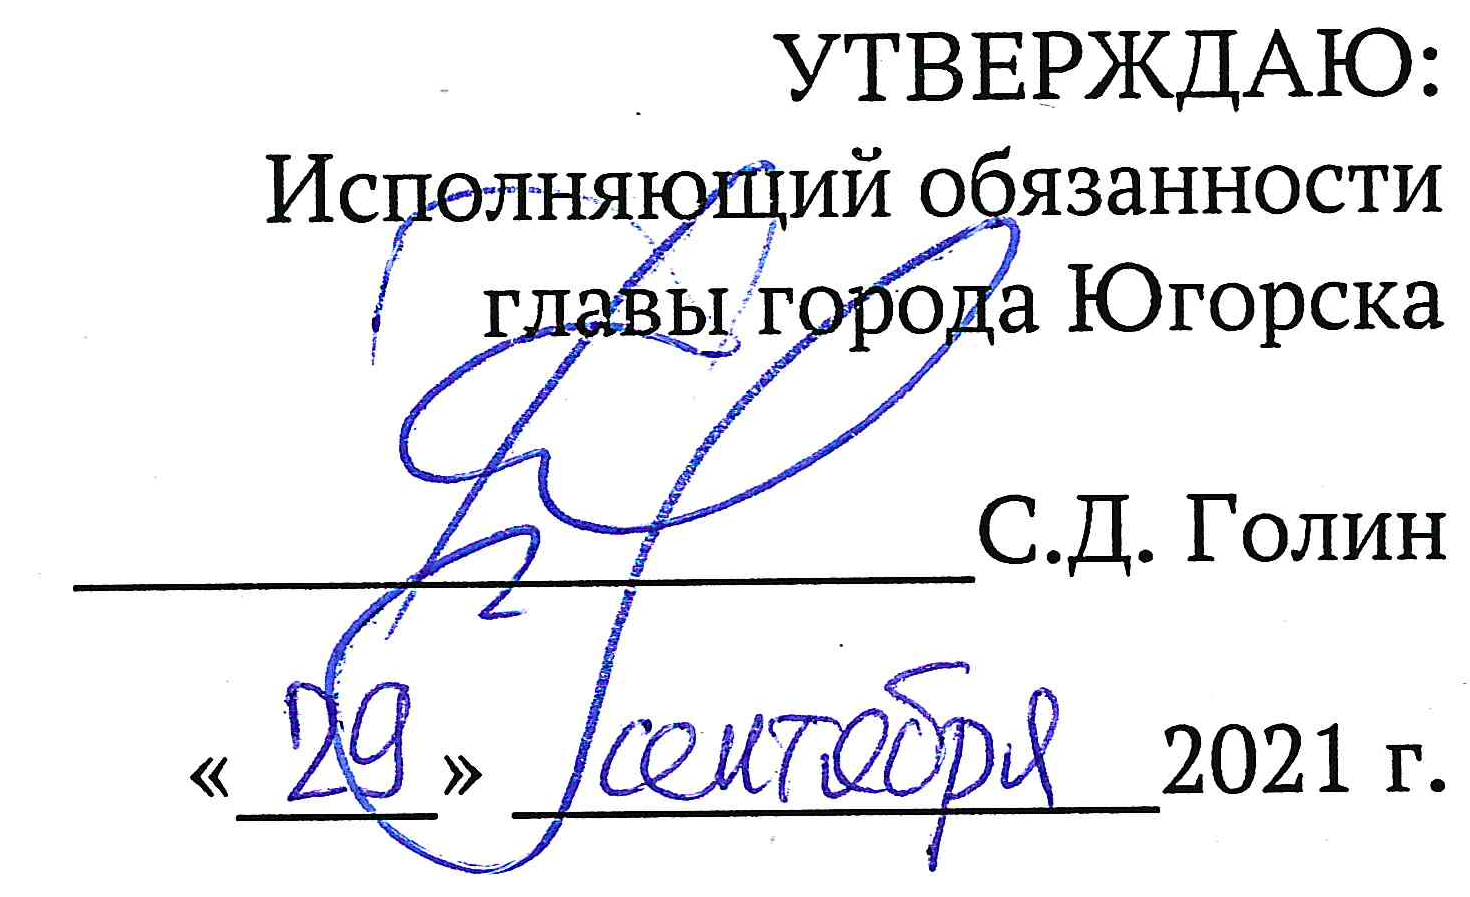 УТВЕРЖДАЮ:
Исполняющий обязанности
главы города Югорска
С.Д. Голин
« 29 » сентября 2021 г.